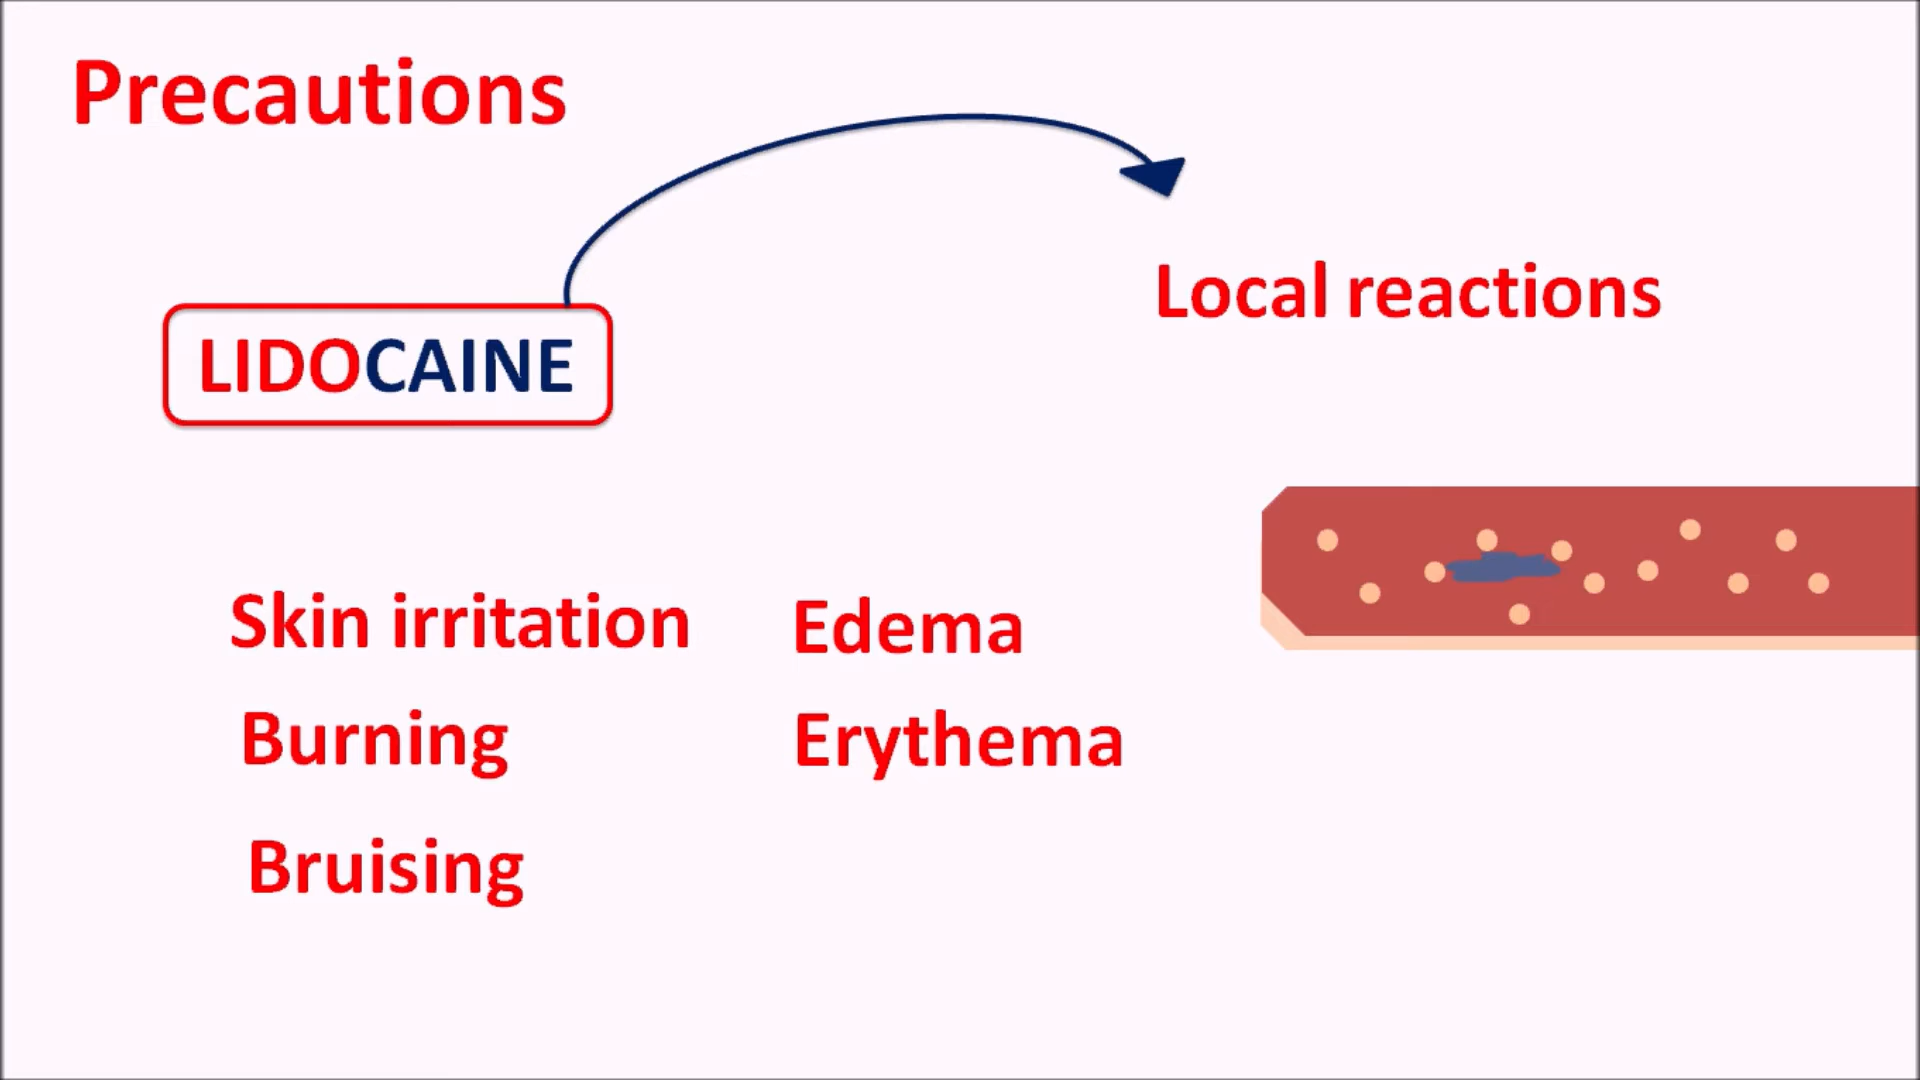 Precautions
Local reactions
LIDOCAINE
Skin irritation
Edema
Burning
Erythema
Bruising